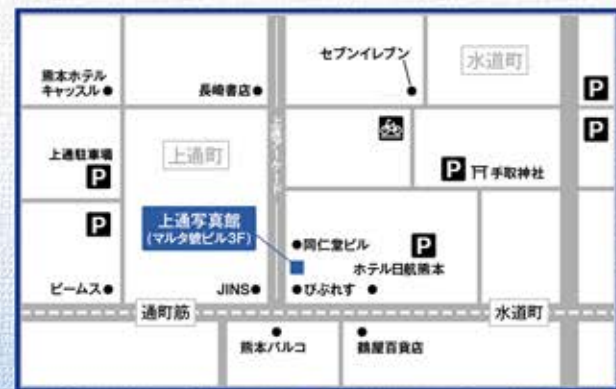 セブンイレブン
水道町
熊本ホテル
キャッスル
長崎書店
P
P
上通駐車場
P
上通町
上通アーケード
P
手取神社
P
上通写真館
(マルタ號ビル3F)
同仁堂ビル
P
ホテル日航熊本
ビームス
JINS
びぷれす
通町筋
水道町
熊本パルコ
鶴屋百貨店